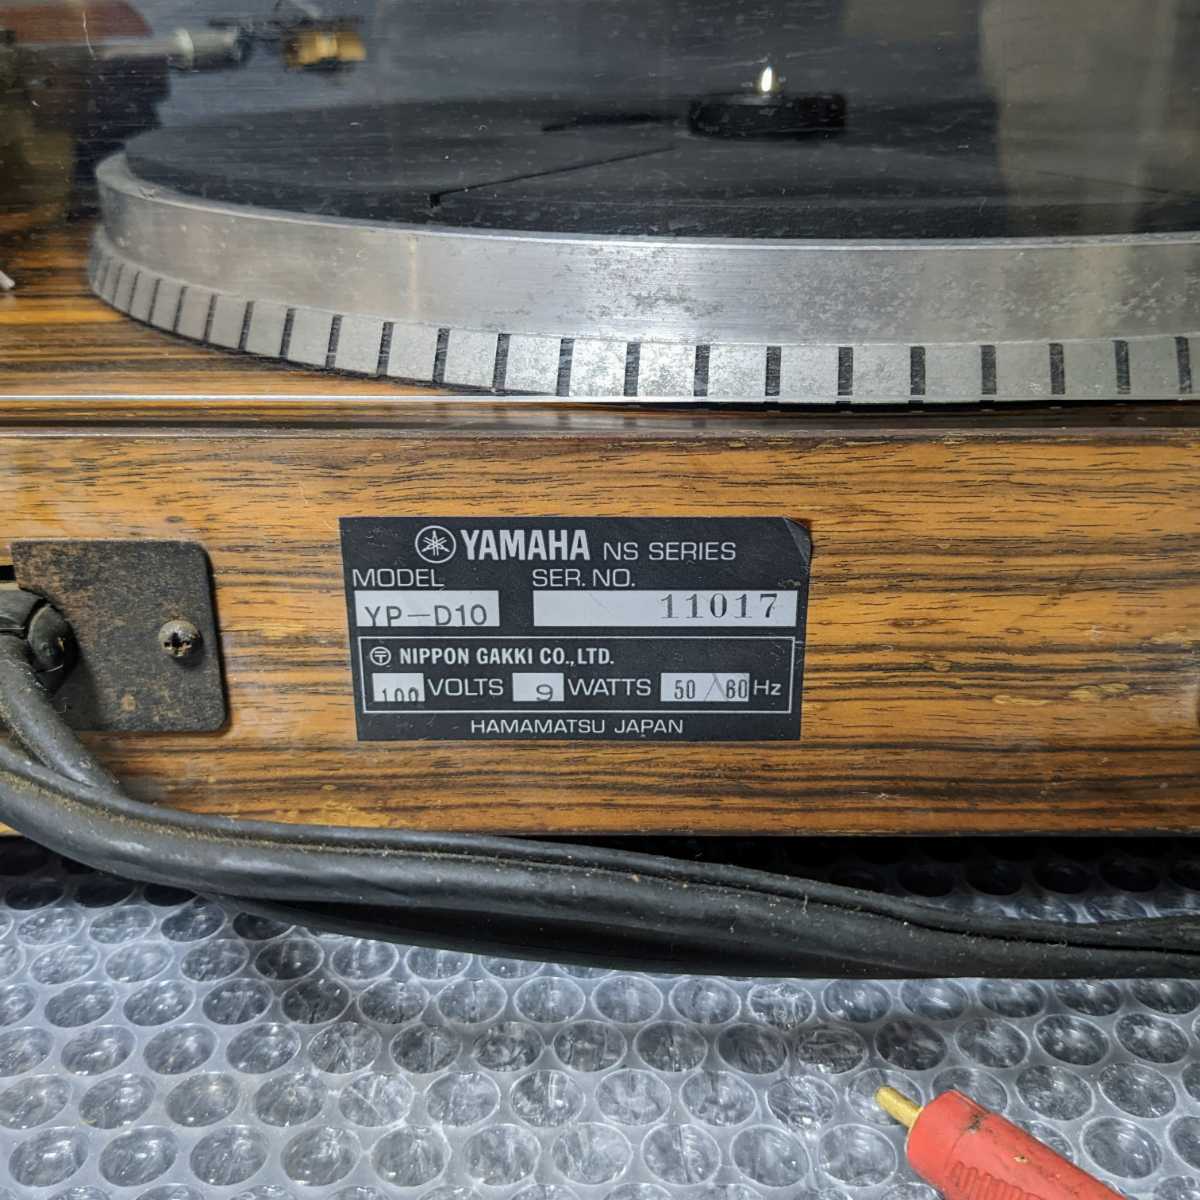 YAMAHA NS SERIES
MODEL SER. NO.
YP-D10 11017
〒 NIPPON GAKKI CO., LTD.
100 VOLTS 9 WATTS 50/60 Hz
HAMAMATSU JAPAN